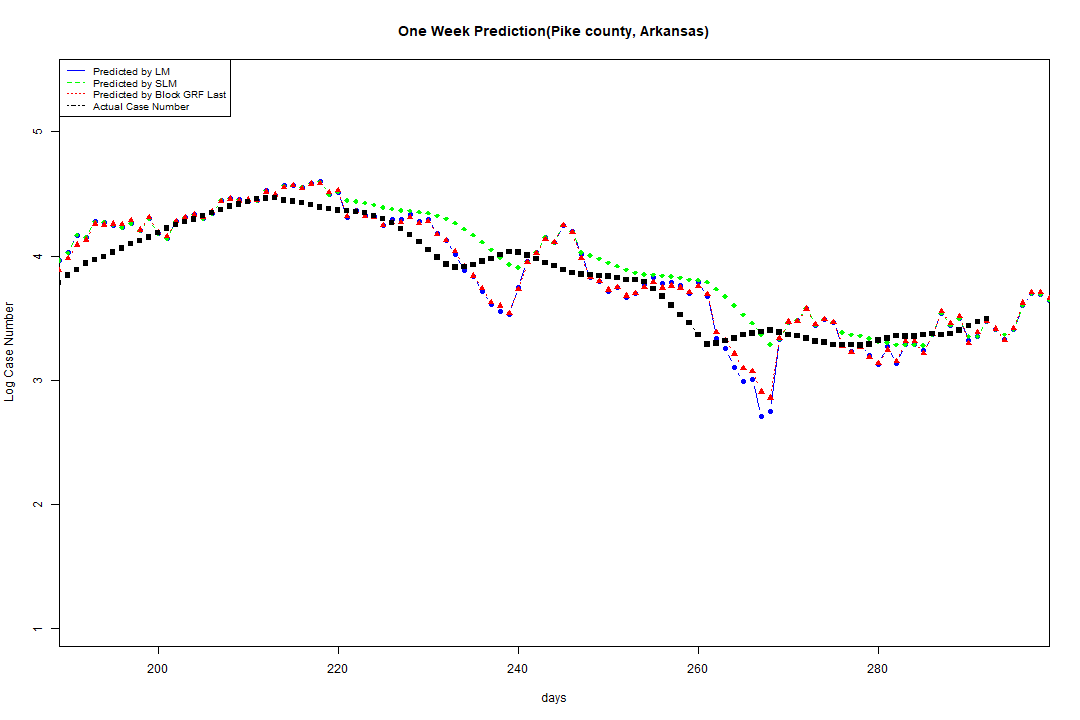 One Week Prediction(Pike county, Arkansas)
Predicted by LM
Predicted by SLM
Predicted by Block GRF Last
Actual Case Number
5
4
3
2
1
Log Case Number
200 220 240 260 280
days